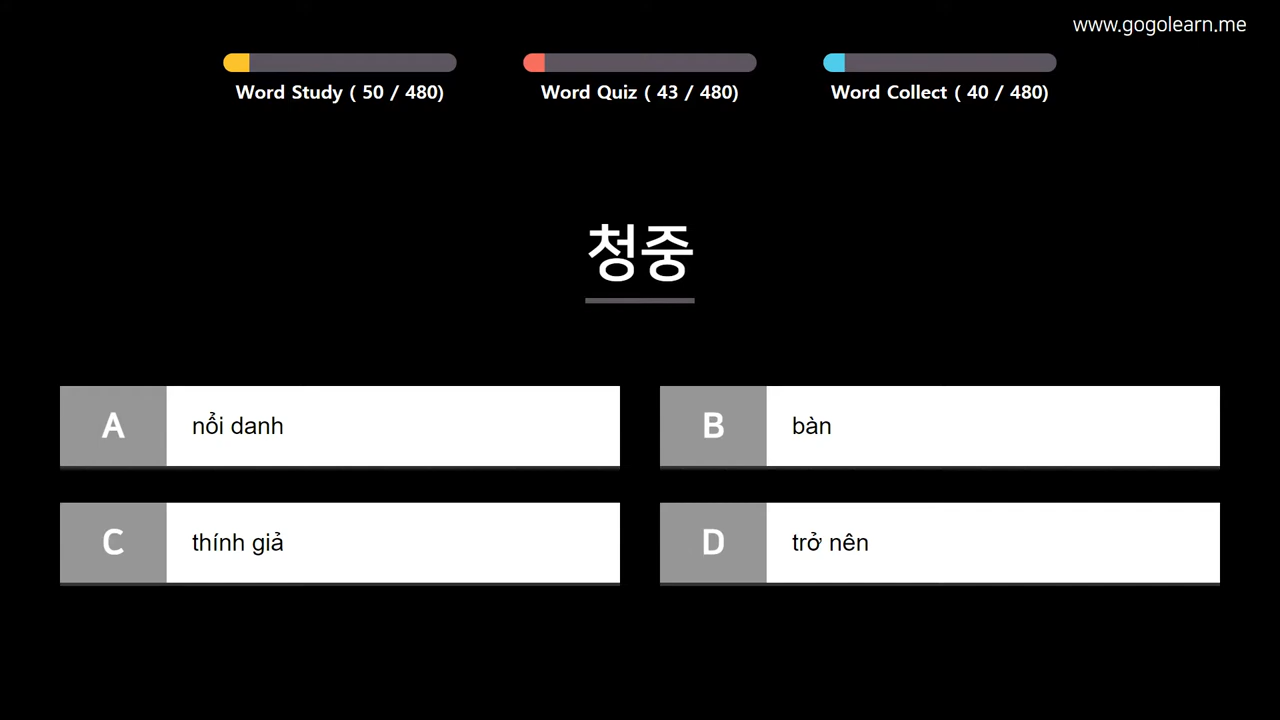 www.gogolearn.me
Word Study ( 50 / 480)
Word Quiz ( 43 / 480)
Word Collect ( 40 / 480)
청중
A
nổi danh
B
bàn
C
thính giả
D
trở nên